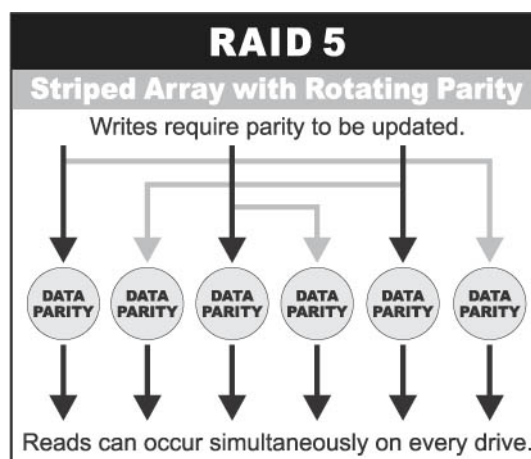 RAID 5
Striped Array with Rotating Parity
Writes require parity to be updated.
DATA DATA DATA DATA DATA DATA
PARITY PARITY PARITY PARITY PARITY PARITY
Reads can occur simultaneously on every drive.